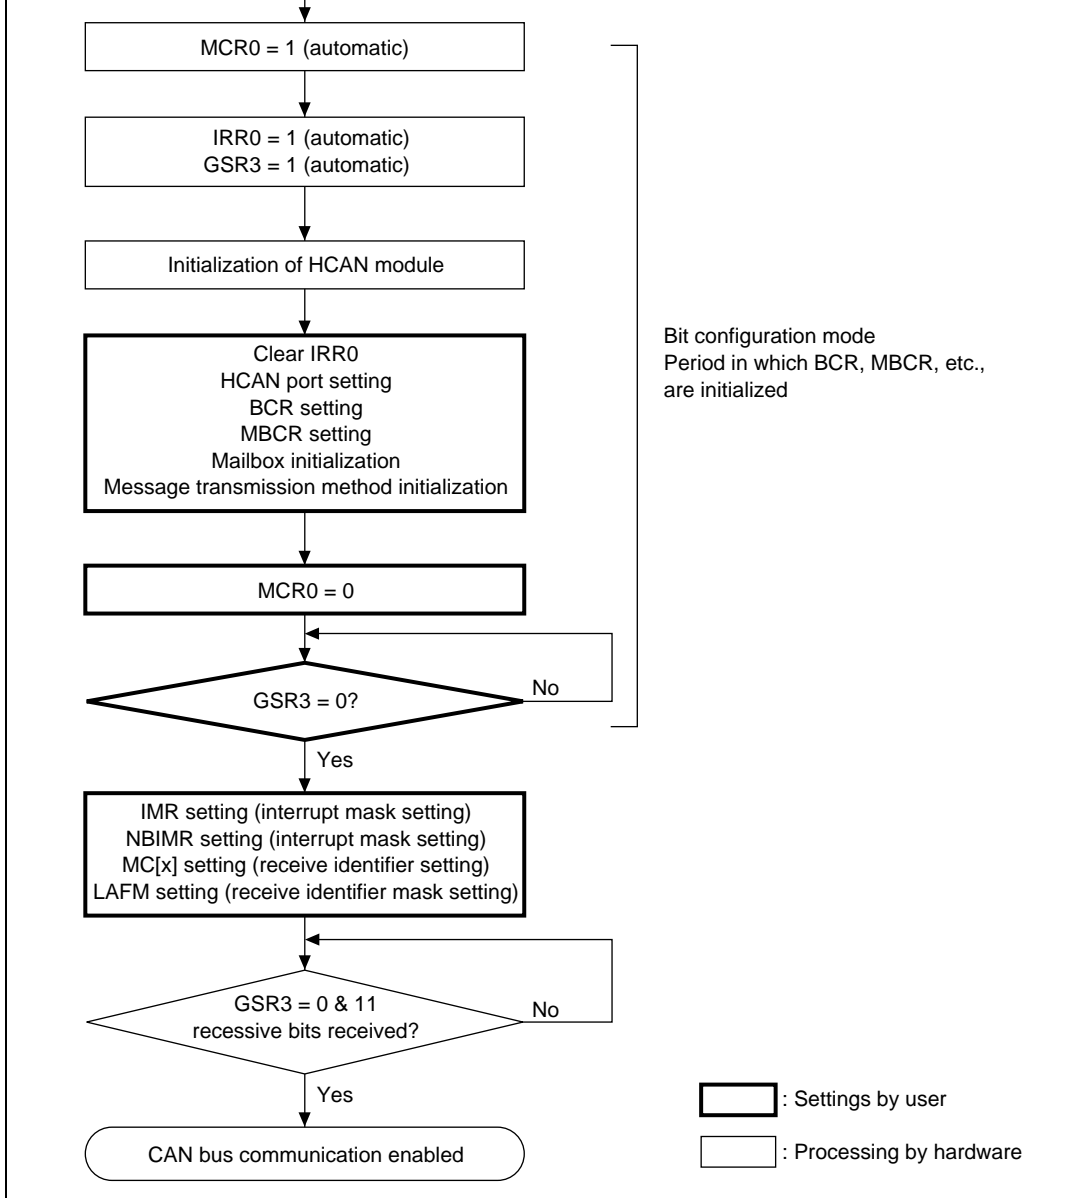 MCR0 = 1 (automatic)
IRR0 = 1 (automatic)
GSR3 = 1 (automatic)
Initialization of HCAN module
Clear IRR0
HCAN port setting
BCR setting
MBCR setting
Mailbox initialization
Message transmission method initialization
Bit configuration mode
Period in which BCR, MBCR, etc.,
are initialized
MCR0 = 0
GSR3 = 0?
No
Yes
IMR setting (interrupt mask setting)
NBIMR setting (interrupt mask setting)
MC[x] setting (receive identifier setting)
LAFM setting (receive identifier mask setting)
GSR3 = 0 & 11
recessive bits received?
No
Yes
CAN bus communication enabled
: Settings by user
: Processing by hardware